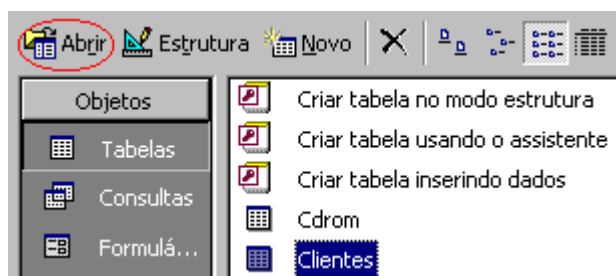 Abrir Estrutura Novo
Objetos
Tabelas
Consultas
Formulá...
Criar tabela no modo estrutura
Criar tabela usando o assistente
Criar tabela inserindo dados
Cdrom
Clientes